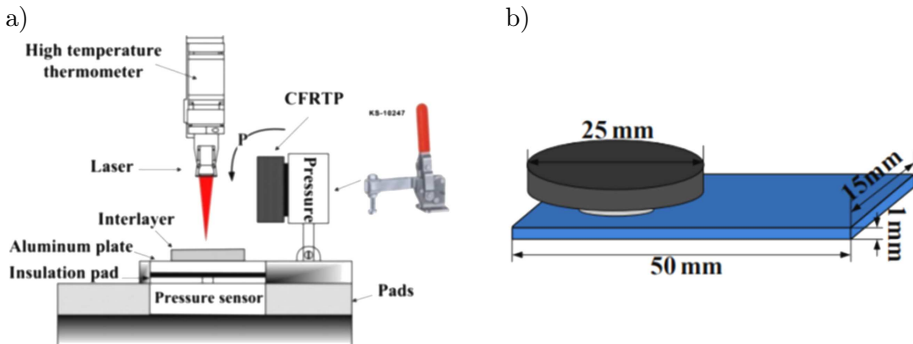 a)
High temperature
thermometer
CFRTP
KS-10247
P
Laser
Pressure
Interlayer
Aluminum plate
Insulation pad
Pressure sensor
Pads
b)
25 mm
15mm
1mm
50 mm